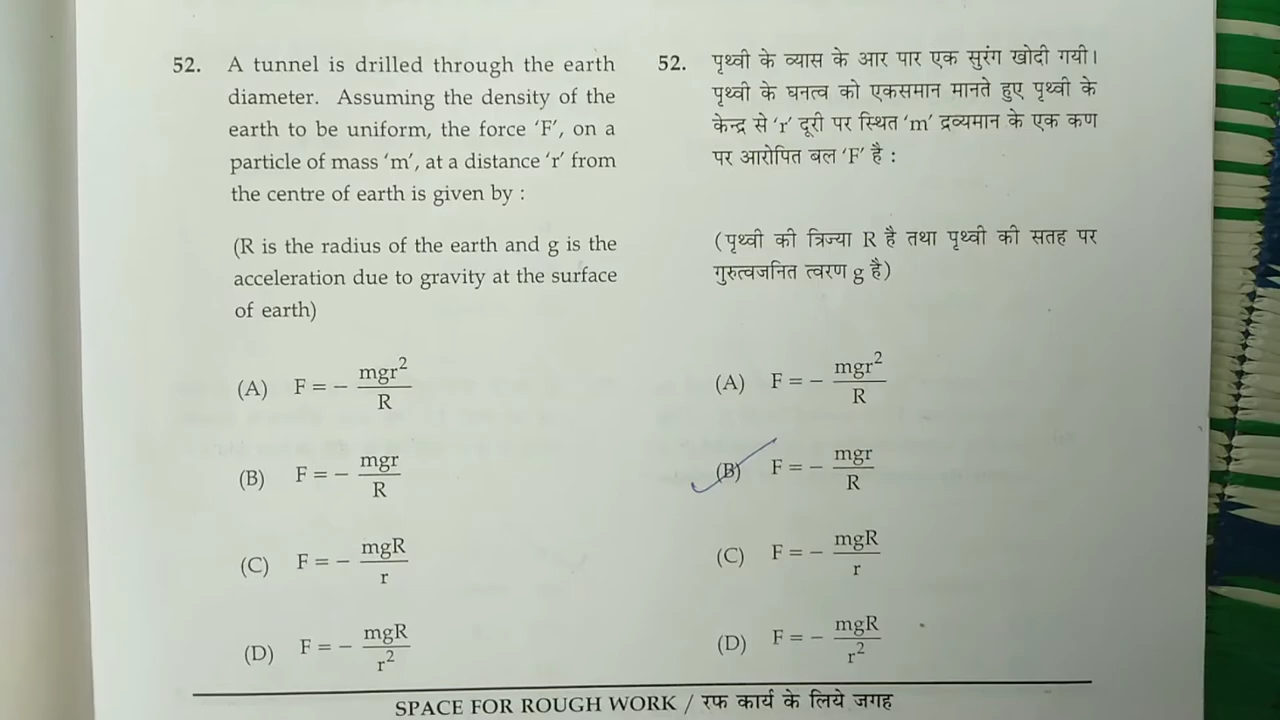 52. A tunnel is drilled through the earth
diameter. Assuming the density of the
earth to be uniform, the force ‘F’, on a
particle of mass ‘m’, at a distance ‘r’ from
the centre of earth is given by :
(R is the radius of the earth and g is the
acceleration due to gravity at the surface
of earth)
(A) F = − mgr²/R
(B) F = − mgr/R
(C) F = − mgR/r
(D) F = − mgR/r²
52. पृथ्वी के व्यास के आर पार एक सुरंग खोदी गयी।
पृथ्वी के घनत्व को एकसमान मानते हुए पृथ्वी के
केन्द्र से ‘r’ दूरी पर स्थित ‘m’ द्रव्यमान के एक कण
पर आरोपित बल ‘F’ है :
(पृथ्वी की त्रिज्या R है तथा पृथ्वी की सतह पर
गुरुत्वजनित त्वरण g है)
(A) F = − mgr²/R
(B) F = − mgr/R
(C) F = − mgR/r
(D) F = − mgR/r²
SPACE FOR ROUGH WORK / रफ कार्य के लिये जगह